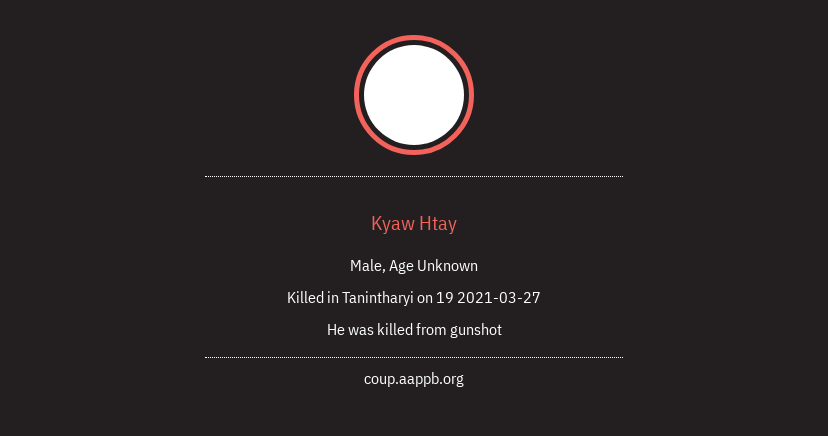 Kyaw Htay
Male, Age Unknown
Killed in Tanintharyi on 19 2021-03-27
He was killed from gunshot
coup.aappb.org